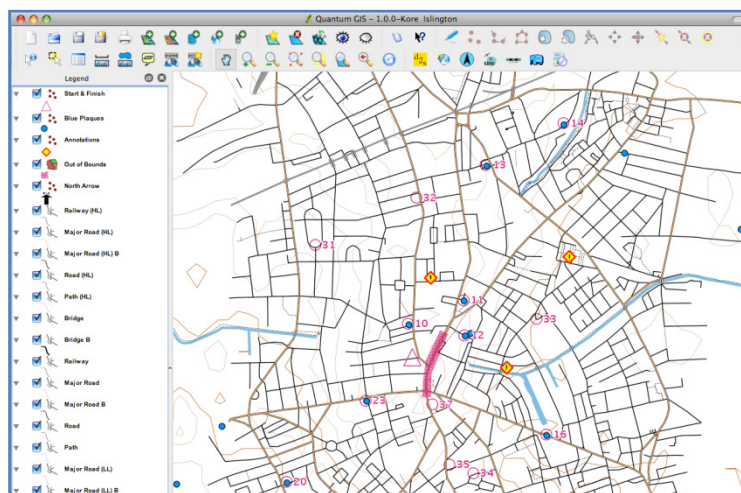 Quantum GIS - 1.0.0-Kore Islington
Legend
Start & Finish
Blue Plaques
Annotations
Out of Bounds
North Arrow
Railway (HL)
Major Road (HL)
Major Road (HL) B
Road (HL)
Path (HL)
Bridge
Bridge B
Railway
Major Road
Major Road B
Road
Path
Major Road (LL)
Major Road (LL) B
14
13
32
31
11
10
33
12
23
37
16
35
34
20